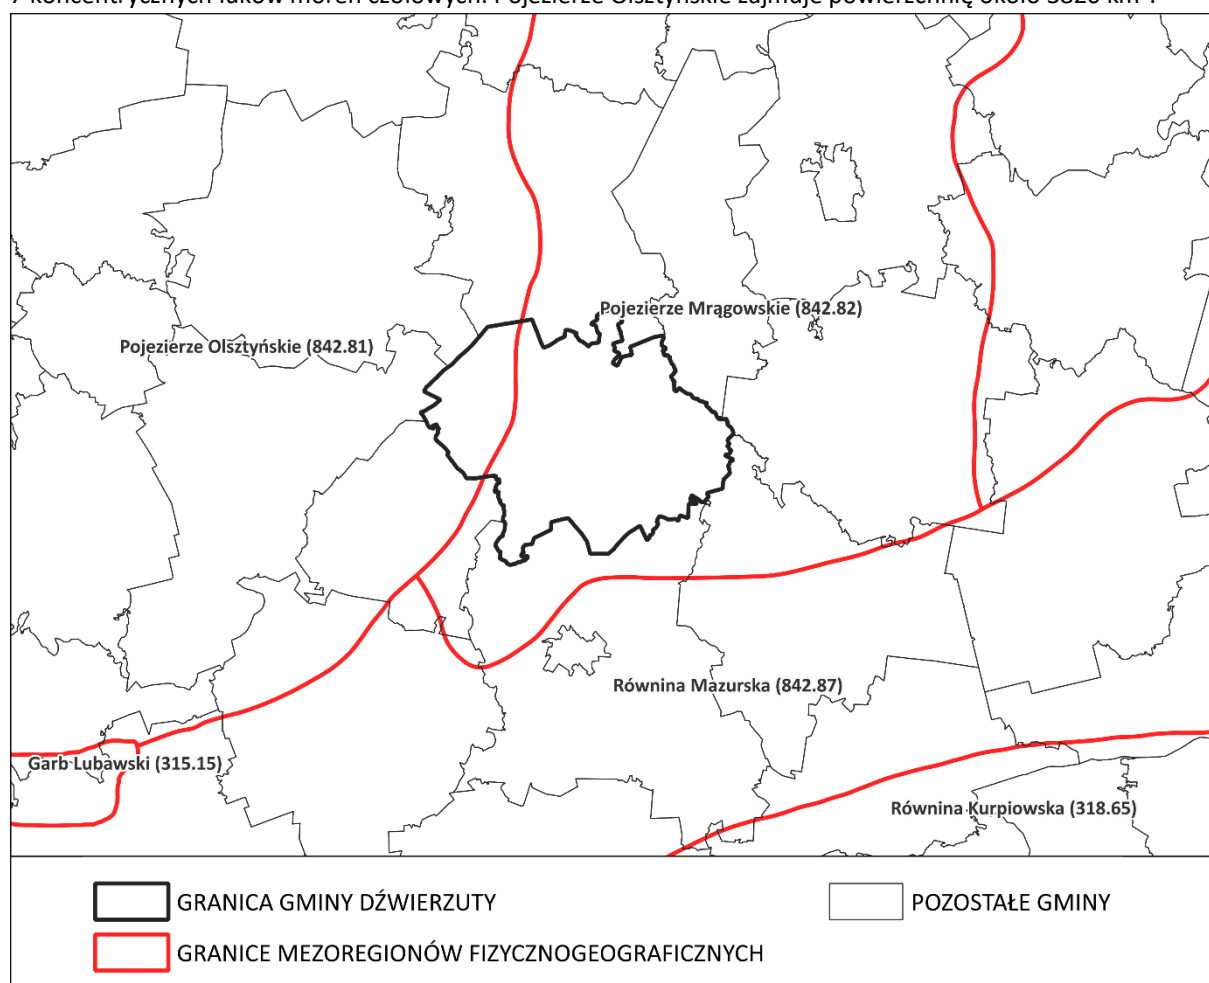 7 koncentrycznych łuków moren czołowych. Pojezierze Olsztyńskie zajmuje powierzchnię około 3820 km².
Pojezierze Mrągowskie (842.82)
Pojezierze Olsztyńskie (842.81)
Równina Mazurska (842.87)
Garb Lubawski (315.15)
Równina Kurpiowska (318.65)
GRANICA GMINY DŹWIERZUTY
POZOSTAŁE GMINY
GRANICE MEZOREGIONÓW FIZYCZNOGEOGRAFICZNYCH